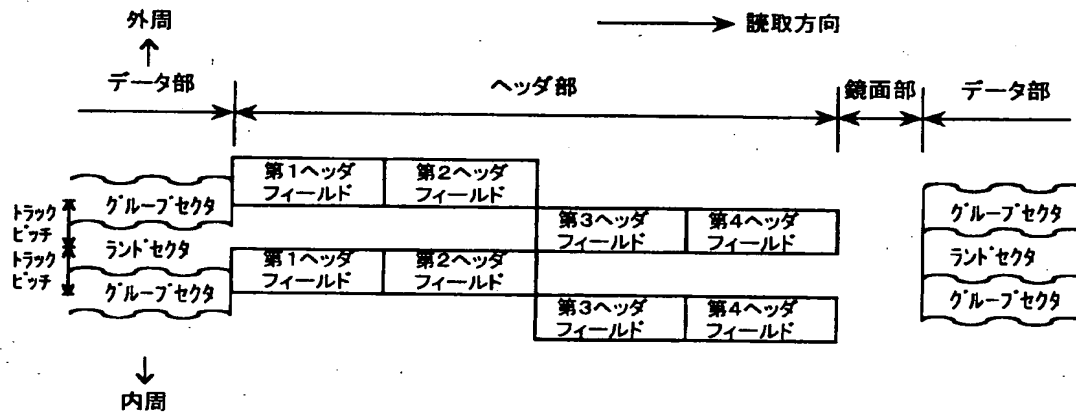 外周
読取方向
データ部
ヘッダ部
鏡面部
データ部
第1ヘッダ
フィールド
第2ヘッダ
フィールド
グルーブセクタ
トラック
ピッチ
第3ヘッダ
フィールド
第4ヘッダ
フィールド
グルーブセクタ
ランドセクタ
ランドセクタ
トラック
ピッチ
第1ヘッダ
フィールド
第2ヘッダ
フィールド
グルーブセクタ
第3ヘッダ
フィールド
第4ヘッダ
フィールド
グルーブセクタ
内周